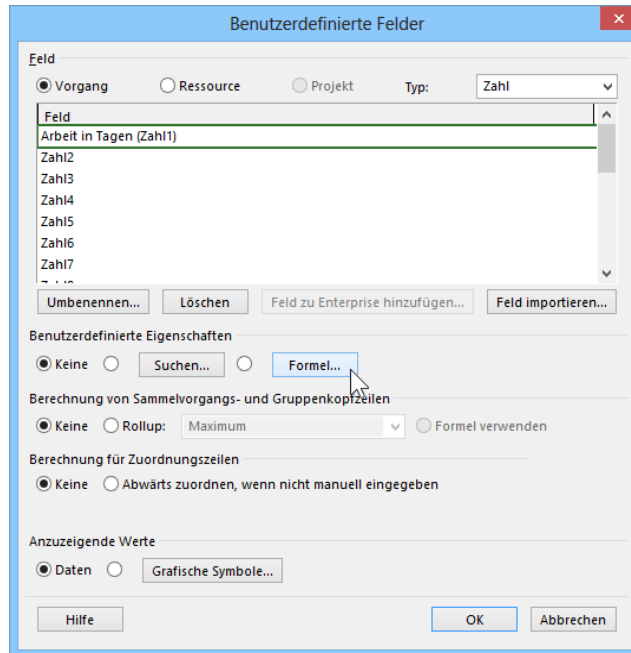 Benutzerdefinierte Felder
Feld
Vorgang Ressource Projekt Typ: Zahl
Feld
Arbeit in Tagen (Zahl1)
Zahl2
Zahl3
Zahl4
Zahl5
Zahl6
Zahl7
Umbenennen... Löschen Feld zu Enterprise hinzufügen... Feld importieren...
Benutzerdefinierte Eigenschaften
Keine Suchen... Formel...
Berechnung von Sammelvorgangs- und Gruppenkopfzeilen
Keine Rollup: Maximum Formel verwenden
Berechnung für Zuordnungszeilen
Keine Abwärts zuordnen, wenn nicht manuell eingegeben
Anzuzeigende Werte
Daten Grafische Symbole...
Hilfe OK Abbrechen